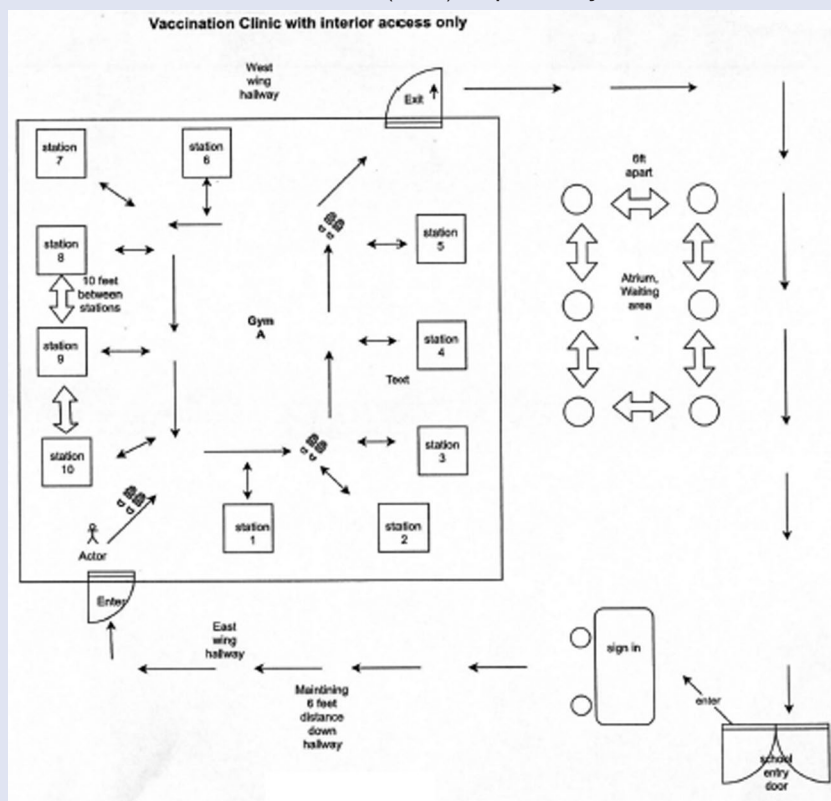 Vaccination Clinic with interior access only
West
wing
hallway
Exit
station
7
station
6
6ft
apart
station
8
station
5
10 feet
between
stations
Atrium,
Waiting
area
Gym
A
station
9
station
4
Text
station
10
station
3
station
1
station
2
Actor
Enter
East
wing
hallway
sign in
Maintining
6 feet
distance
down
hallway
enter
school
entry
door